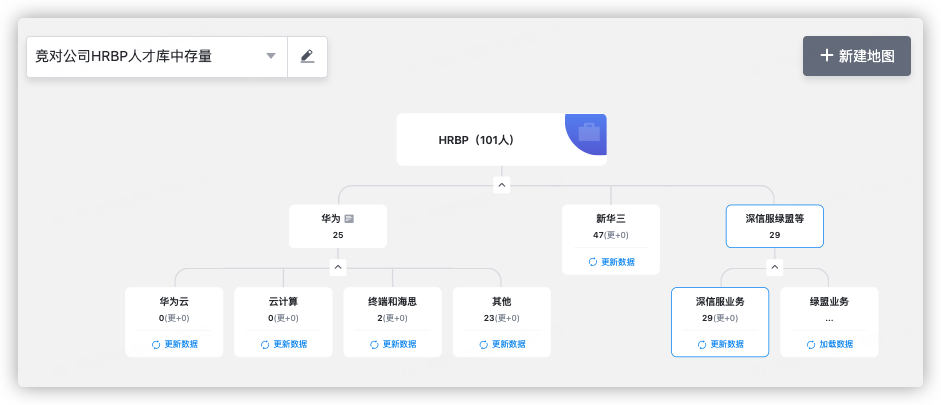 竞对公司HRBP人才库中存量
新建地图
HRBP（101人）
华为
25
新华三
47(更+0)
更新数据
深信服绿盟等
29
华为云
0(更+0)
更新数据
云计算
0(更+0)
更新数据
终端和海思
2(更+0)
更新数据
其他
23(更+0)
更新数据
深信服业务
29(更+0)
更新数据
绿盟业务
...
加载数据